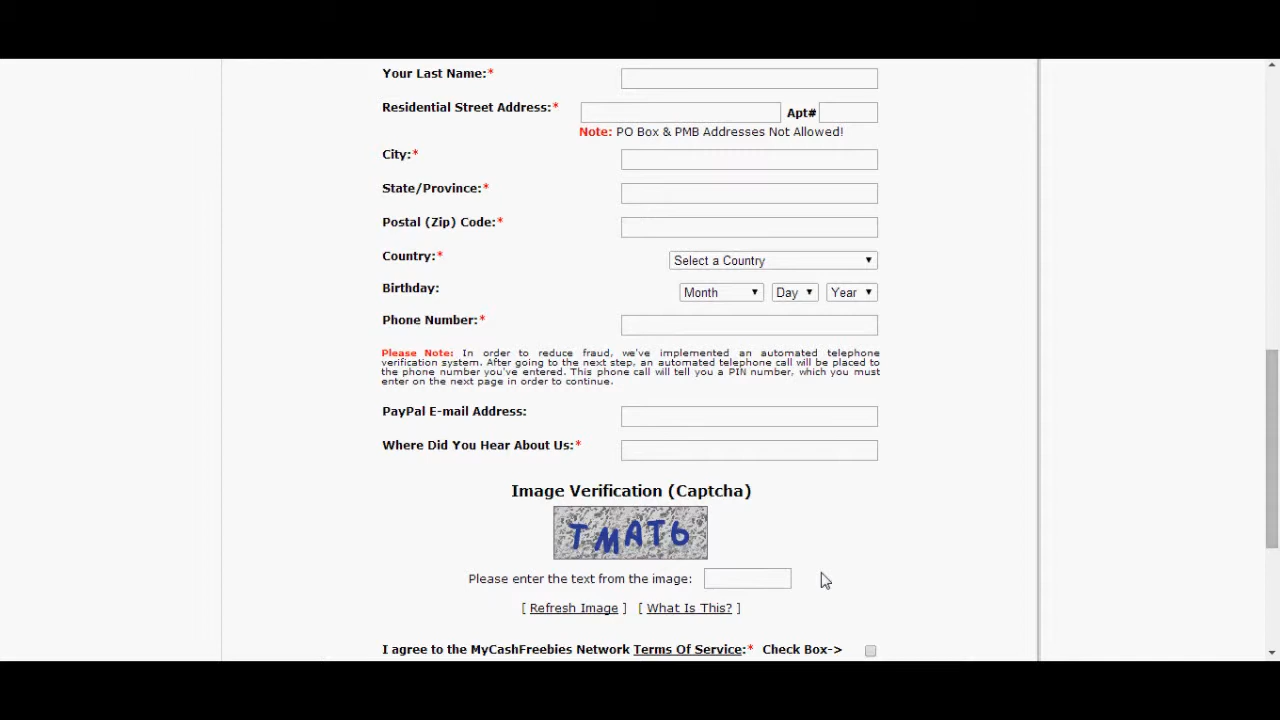 Your Last Name:*
Residential Street Address:* Apt#
Note: PO Box & PMB Addresses Not Allowed!
City:*
State/Province:*
Postal (Zip) Code:*
Country:* Select a Country
Birthday: Month Day Year
Phone Number:*
Please Note: In order to reduce fraud, we've implemented an automated telephone
verification system. After going to the next step, an automated telephone call will be placed to
the phone number you've entered. This phone call will tell you a PIN number, which you must
enter on the next page in order to continue.
PayPal E-mail Address:
Where Did You Hear About Us:*
Image Verification (Captcha)
TMAT6
Please enter the text from the image:
[ Refresh Image ] [ What Is This? ]
I agree to the MyCashFreebies Network Terms Of Service:* Check Box->